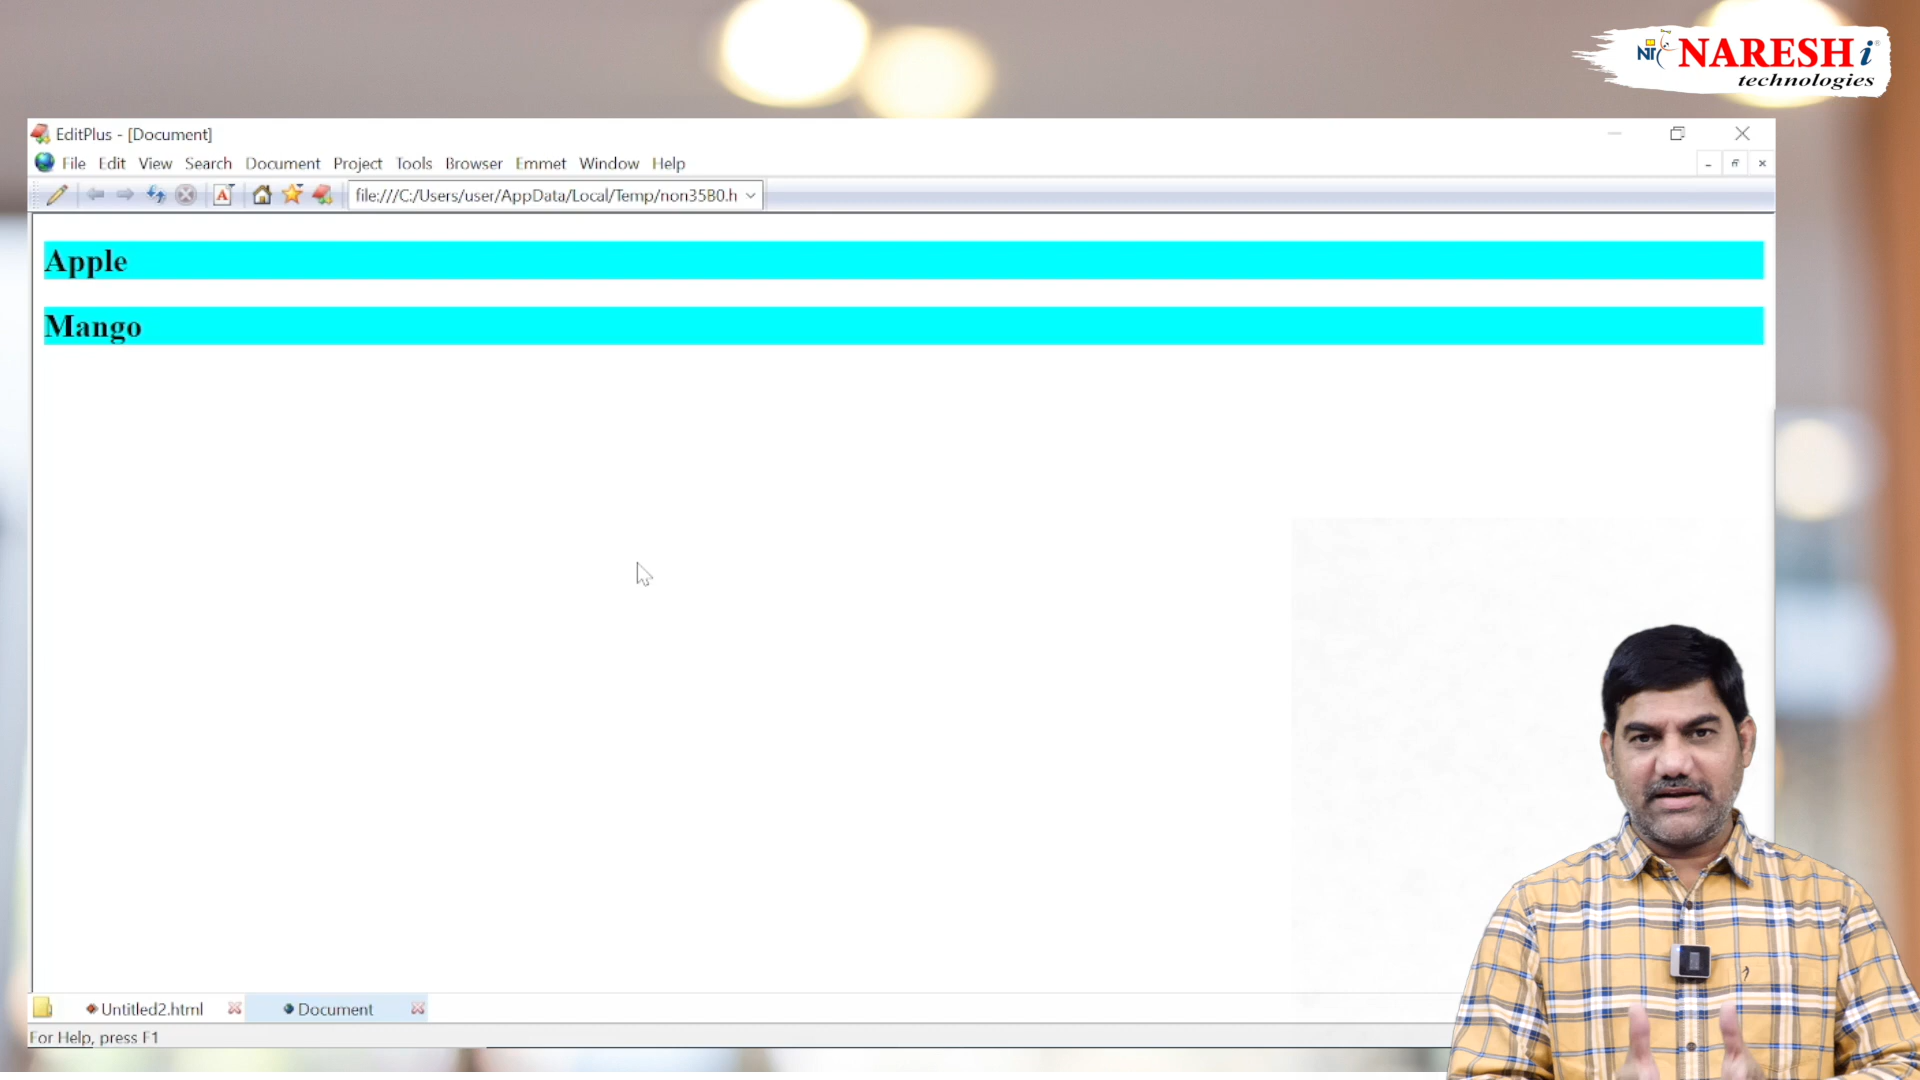 NIT NARESH i ®
technologies
EditPlus - [Document]
File Edit View Search Document Project Tools Browser Emmet Window Help
file:///C:/Users/user/AppData/Local/Temp/non35B0.h
Apple
Mango
Untitled2.html
Document
For Help, press F1